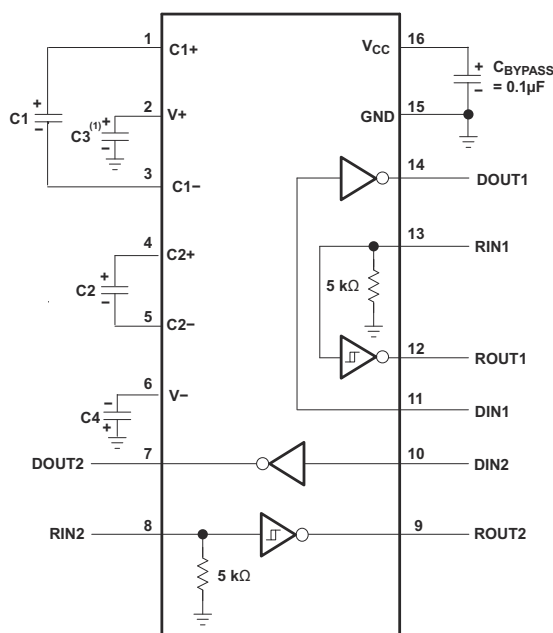 1 C1+ VCC 16
+ CBYPASS
= 0.1µF
–
+
C1
–
2 V+ GND 15
+
C3(1)
–
14 DOUT1
3 C1−
13 RIN1
4 C2+
+
C2
–
5 kΩ
5 C2−
12 ROUT1
6 V−
–
C4
+
11 DIN1
DOUT2 7 10 DIN2
RIN2 8 9 ROUT2
5 kΩ